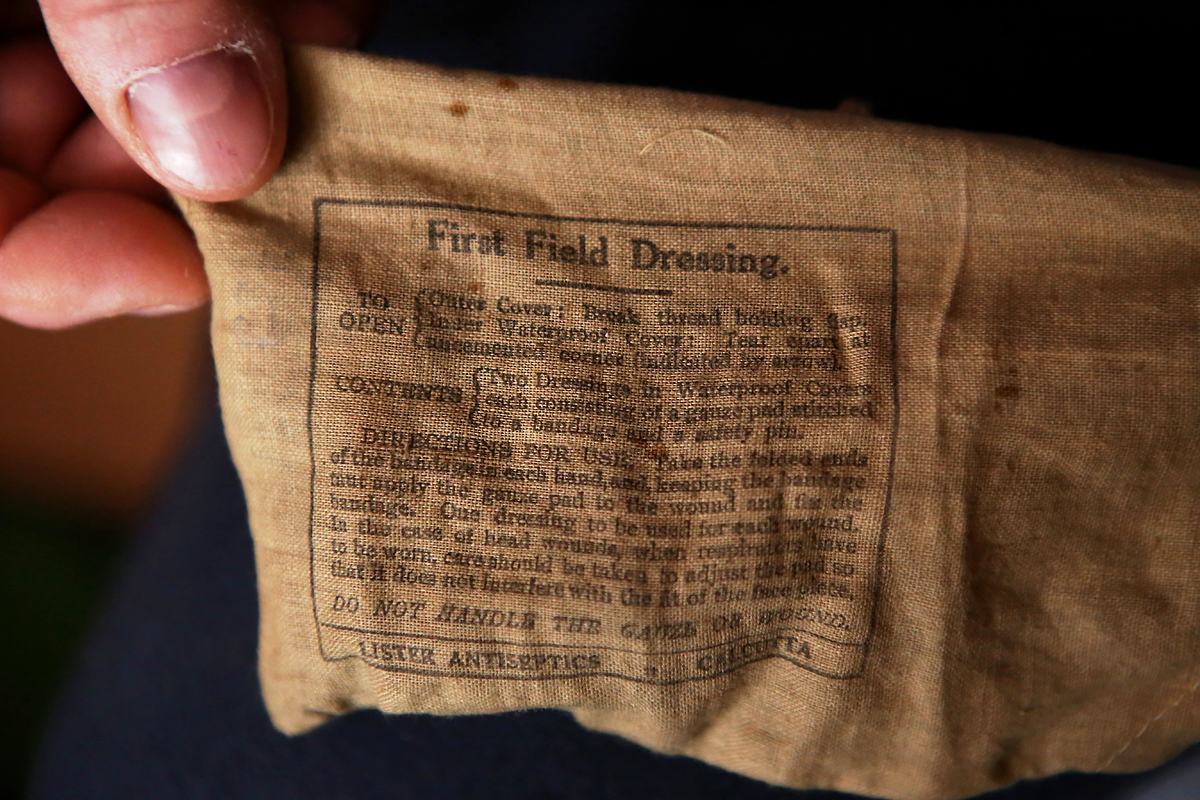 First Field Dressing.
TO OPEN { Outer Cover: Break thread holding flap.
Inner Waterproof Cover: Tear apart at
uncemented corner (indicated by arrow).
CONTENTS { Two Dressings in Waterproof Covers
each consisting of a gauze pad stitched
to a bandage and a safety pin.
DIRECTIONS FOR USE: Take the folded ends
of the bandage in each hand, and, keeping the bandage
taut apply the gauze pad to the wound and fix the
bandage. One dressing to be used for each wound.
In the case of head wounds, when respirators have
to be worn, care should be taken to adjust the pad so
that it does not interfere with the fit of the face piece.
DO NOT HANDLE THE GAUZE OR WOUND.
LISTER ANTISEPTICS CALCUTTA